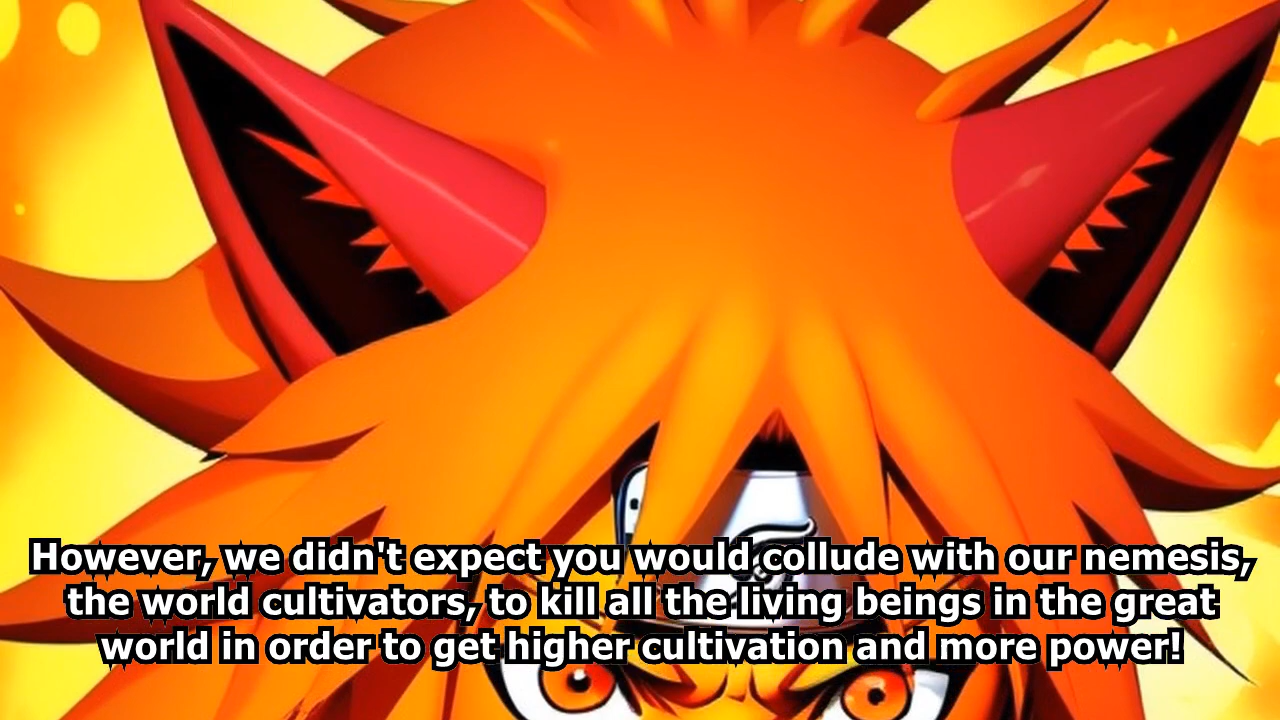 However, we didn't expect you would collude with our nemesis,
the world cultivators, to kill all the living beings in the great
world in order to get higher cultivation and more power!